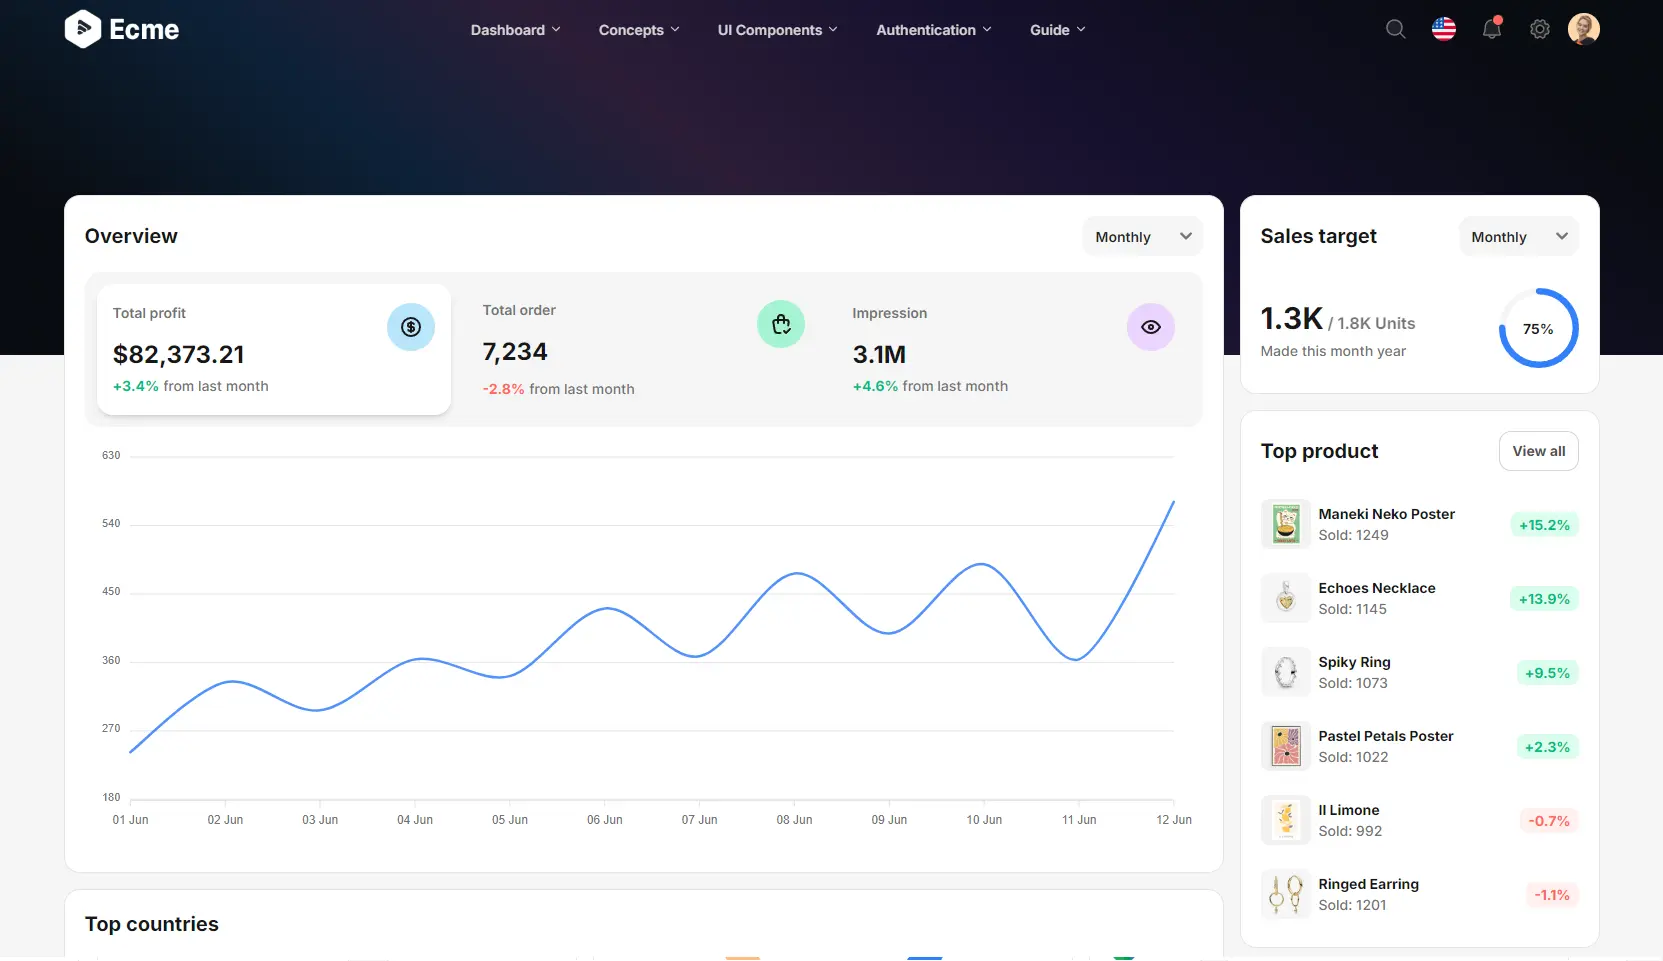 Ecme
Dashboard
Concepts
UI Components
Authentication
Guide
Overview
Monthly
Total profit
$82,373.21
+3.4% from last month
Total order
7,234
-2.8% from last month
Impression
3.1M
+4.6% from last month
630
540
450
360
270
180
01 Jun
02 Jun
03 Jun
04 Jun
05 Jun
06 Jun
07 Jun
08 Jun
09 Jun
10 Jun
11 Jun
12 Jun
Top countries
Sales target
Monthly
1.3K / 1.8K Units
Made this month year
75%
Top product
View all
Maneki Neko Poster
Sold: 1249
+15.2%
Echoes Necklace
Sold: 1145
+13.9%
Spiky Ring
Sold: 1073
+9.5%
Pastel Petals Poster
Sold: 1022
+2.3%
Il Limone
Sold: 992
-0.7%
Ringed Earring
Sold: 1201
-1.1%